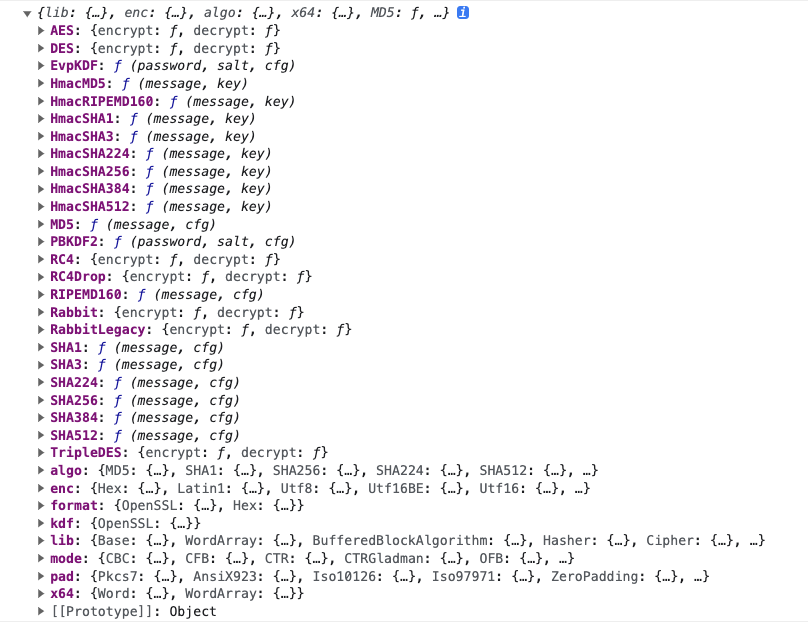 {lib: {…}, enc: {…}, algo: {…}, x64: {…}, MD5: ƒ, …} i
AES: {encrypt: ƒ, decrypt: ƒ}
DES: {encrypt: ƒ, decrypt: ƒ}
EvpKDF: ƒ (password, salt, cfg)
HmacMD5: ƒ (message, key)
HmacRIPEMD160: ƒ (message, key)
HmacSHA1: ƒ (message, key)
HmacSHA3: ƒ (message, key)
HmacSHA224: ƒ (message, key)
HmacSHA256: ƒ (message, key)
HmacSHA384: ƒ (message, key)
HmacSHA512: ƒ (message, key)
MD5: ƒ (message, cfg)
PBKDF2: ƒ (password, salt, cfg)
RC4: {encrypt: ƒ, decrypt: ƒ}
RC4Drop: {encrypt: ƒ, decrypt: ƒ}
RIPEMD160: ƒ (message, cfg)
Rabbit: {encrypt: ƒ, decrypt: ƒ}
RabbitLegacy: {encrypt: ƒ, decrypt: ƒ}
SHA1: ƒ (message, cfg)
SHA3: ƒ (message, cfg)
SHA224: ƒ (message, cfg)
SHA256: ƒ (message, cfg)
SHA384: ƒ (message, cfg)
SHA512: ƒ (message, cfg)
TripleDES: {encrypt: ƒ, decrypt: ƒ}
algo: {MD5: {…}, SHA1: {…}, SHA256: {…}, SHA224: {…}, SHA512: {…}, …}
enc: {Hex: {…}, Latin1: {…}, Utf8: {…}, Utf16BE: {…}, Utf16: {…}, …}
format: {OpenSSL: {…}, Hex: {…}}
kdf: {OpenSSL: {…}}
lib: {Base: {…}, WordArray: {…}, BufferedBlockAlgorithm: {…}, Hasher: {…}, Cipher: {…}, …}
mode: {CBC: {…}, CFB: {…}, CTR: {…}, CTRGladman: {…}, OFB: {…}, …}
pad: {Pkcs7: {…}, AnsiX923: {…}, Iso10126: {…}, Iso97971: {…}, ZeroPadding: {…}, …}
x64: {Word: {…}, WordArray: {…}}
[[Prototype]]: Object